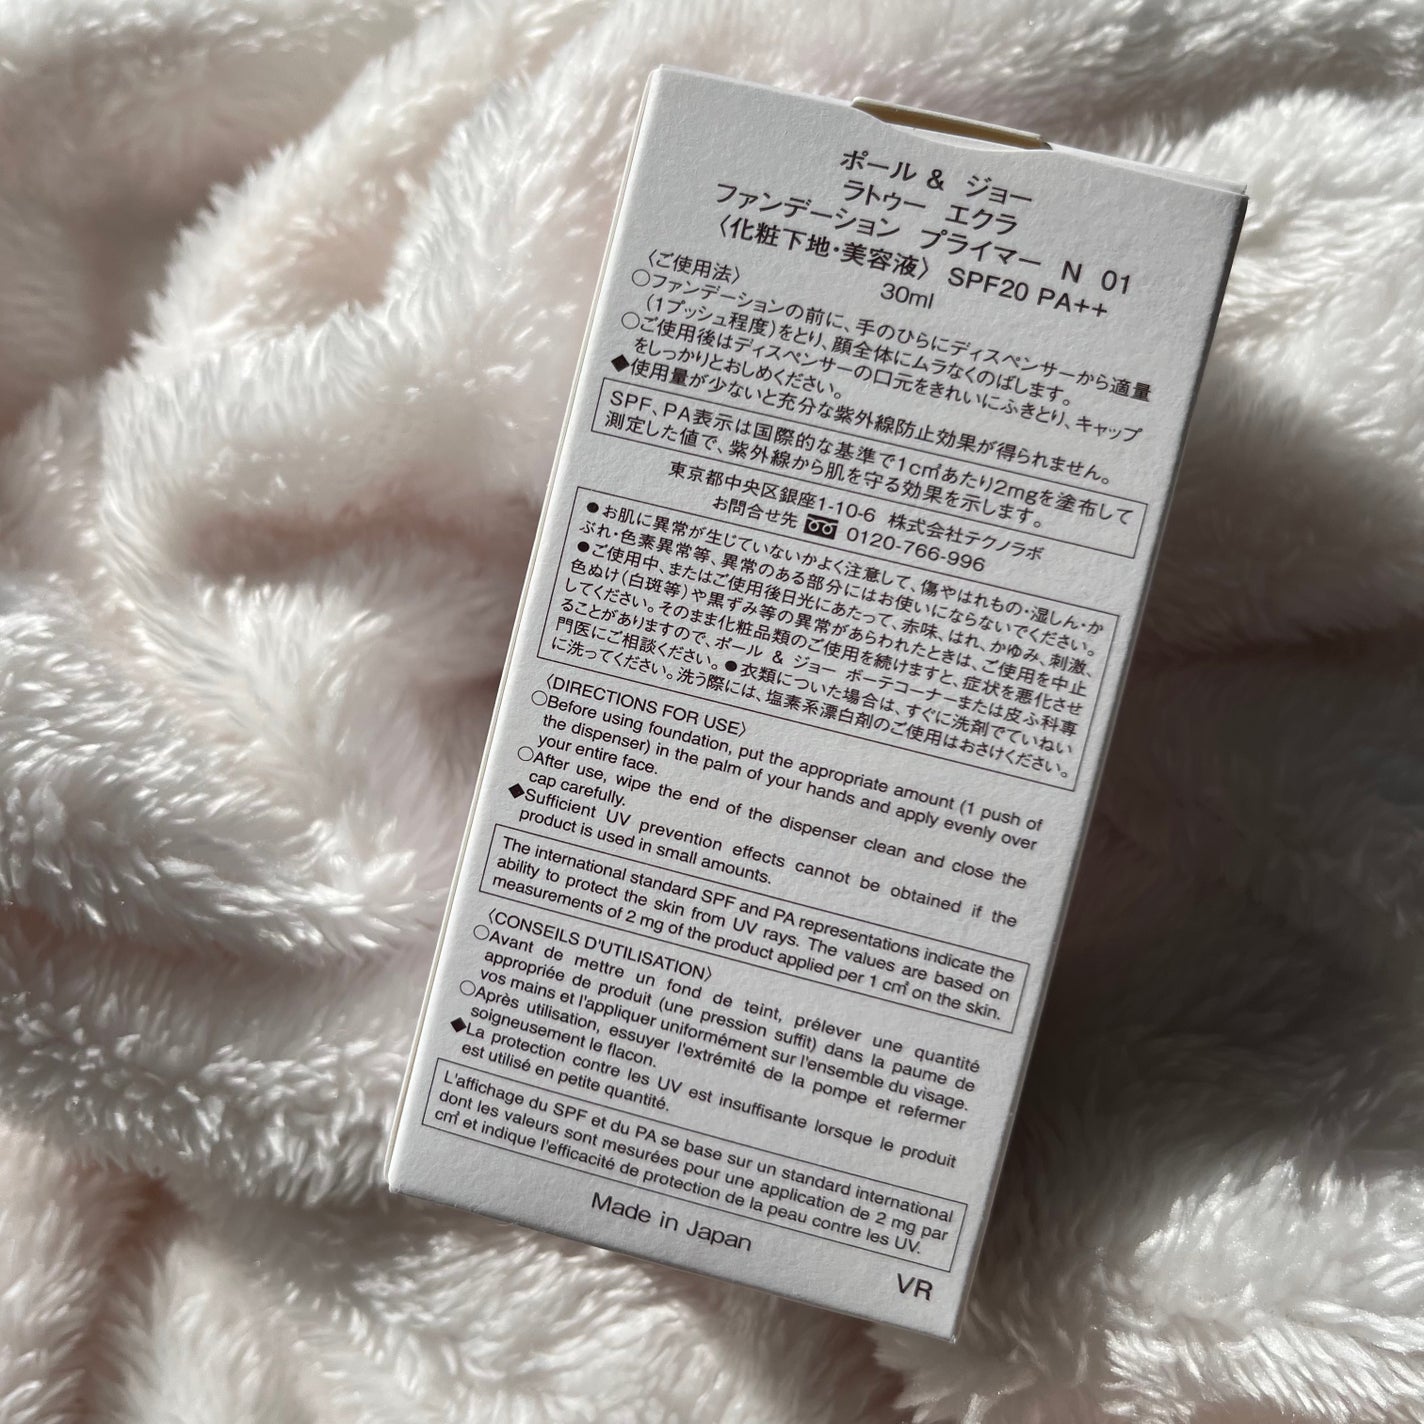 ポール & ジョー
ラトゥー エクラ
ファンデーション プライマー N 01
〈化粧下地・美容液〉 SPF20 PA++
30ml
〈ご使用法〉
○ファンデーションの前に、手のひらにディスペンサーから適量
(1プッシュ程度)をとり、顔全体にムラなくのばします。
○ご使用後はディスペンサーの口元をきれいにふきとり、キャップ
をしっかりとおしめください。
◆使用量が少ないと充分な紫外線防止効果が得られません。
SPF、PA表示は国際的な基準で1c㎡あたり2mgを塗布して
測定した値で、紫外線から肌を守る効果を示します。
東京都中央区銀座1-10-6 株式会社テクノラボ
お問合せ先 0120-766-996
●お肌に異常が生じていないかよく注意して、傷やはれもの・湿しん・か
ぶれ・色素異常等、異常のある部分にはお使いにならないでください。
●ご使用中、またはご使用後日光にあたって、赤味、はれ、かゆみ、刺激、
色ぬけ(白斑等)や黒ずみ等の異常があらわれたときは、ご使用を中止
してください。そのまま化粧品類のご使用を続けますと、症状を悪化させ
ることがありますので、ポール & ジョー ボーテコーナーまたは皮ふ科専
門医にご相談ください。●衣類についた場合は、すぐに洗剤でていねい
に洗ってください。洗う際には、塩素系漂白剤のご使用はおさけください。
〈DIRECTIONS FOR USE〉
○Before using foundation, put the appropriate amount (1 push of
the dispenser) in the palm of your hands and apply evenly over
your entire face.
○After use, wipe the end of the dispenser clean and close the
cap carefully.
◆Sufficient UV prevention effects cannot be obtained if the
product is used in small amounts.
The international standard SPF and PA representations indicate the
ability to protect the skin from UV rays. The values are based on
measurements of 2 mg of the product applied per 1 c㎡ on the skin.
〈CONSEILS D'UTILISATION〉
○Avant de mettre un fond de teint, prélever une quantité
appropriée de produit (une pression suffit) dans la paume de
vos mains et l'appliquer uniformément sur l'ensemble du visage.
○Après utilisation, essuyer l'extrémité de la pompe et refermer
soigneusement le flacon.
◆La protection contre les UV est insuffisante lorsque le produit
est utilisé en petite quantité.
L'affichage du SPF et du PA se base sur un standard international
dont les valeurs sont mesurées pour une application de 2 mg par
c㎡ et indique l'efficacité de protection de la peau contre les UV.
Made in Japan
VR